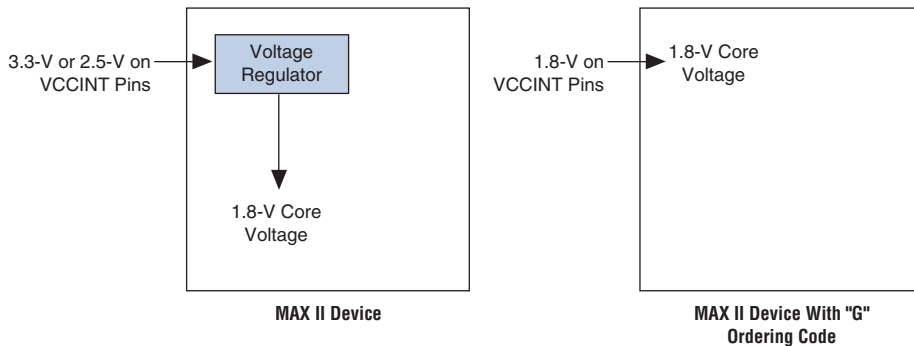 3.3-V or 2.5-V on
VCCINT Pins
Voltage
Regulator
1.8-V Core
Voltage
MAX II Device
1.8-V on
VCCINT Pins
1.8-V Core
Voltage
MAX II Device With "G"
Ordering Code